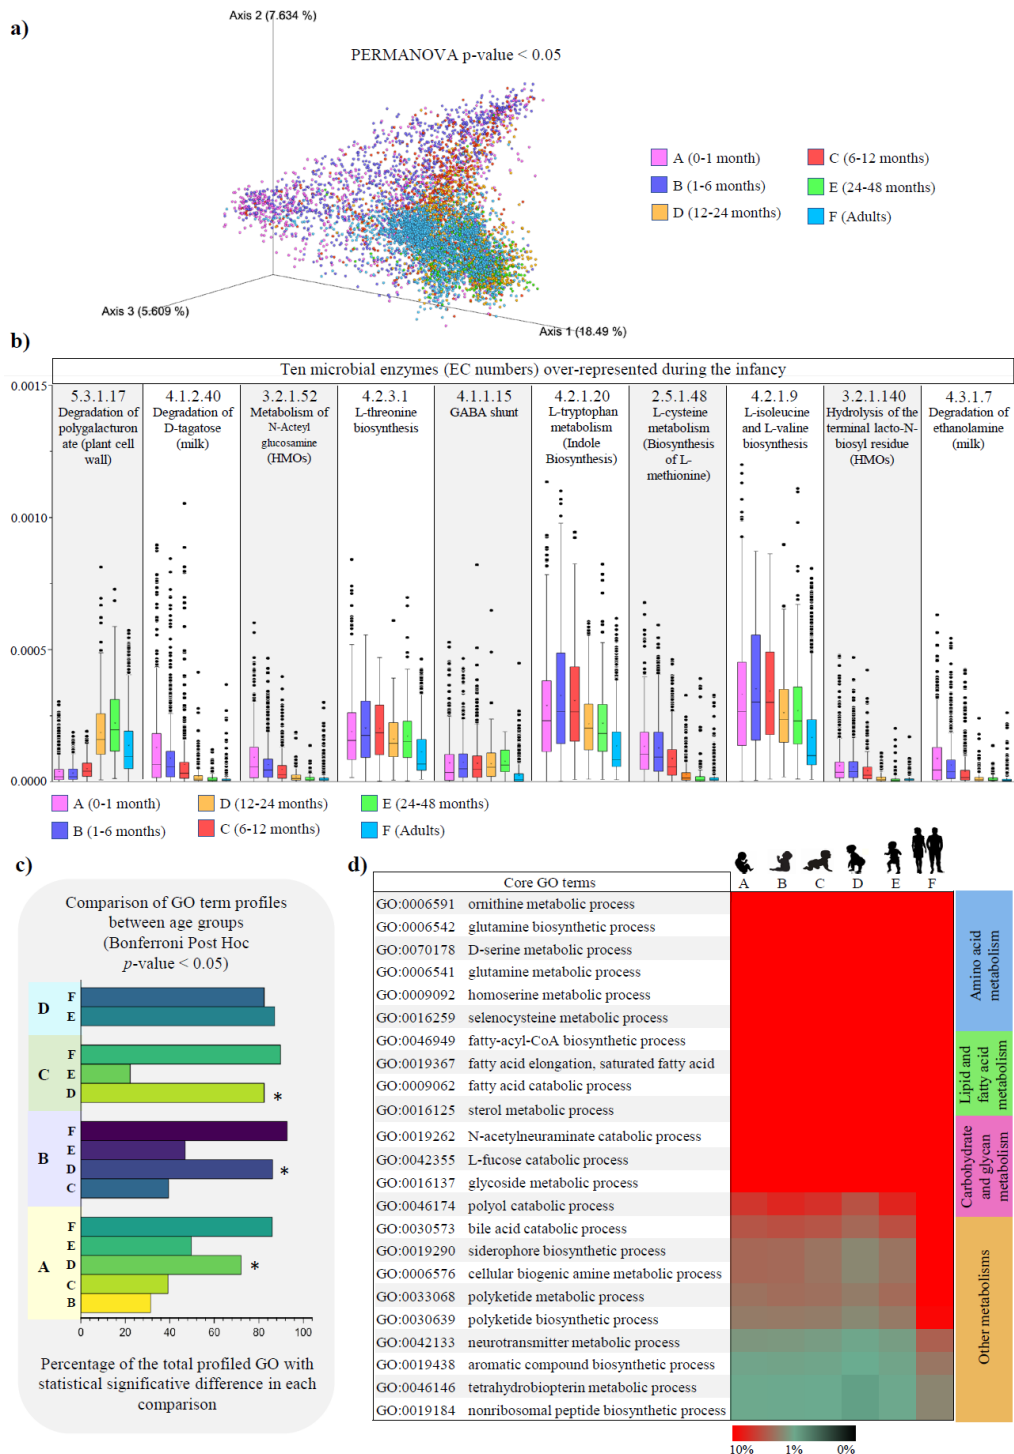 a)
Axis 2 (7.634 %)
PERMANOVA p-value < 0.05
A (0-1 month)
C (6-12 months)
B (1-6 months)
E (24-48 months)
D (12-24 months)
F (Adults)
Axis 3 (5.609 %)
Axis 1 (18.49 %)
b)
Ten microbial enzymes (EC numbers) over-represented during the infancy
0.0015
0.0010
0.0005
0.0000
5.3.1.17
Degradation of
polygalacturon
ate (plant cell
wall)
4.1.2.40
Degradation of
D-tagatose
(milk)
3.2.1.52
Metabolism of
N-Acteyl
glucosamine
(HMOs)
4.2.3.1
L-threonine
biosynthesis
4.1.1.15
GABA shunt
4.2.1.20
L-tryptophan
metabolism
(Indole
Biosynthesis)
2.5.1.48
L-cysteine
metabolism
(Biosynthesis
of L-
methionine)
4.2.1.9
L-isoleucine
and L-valine
biosynthesis
3.2.1.140
Hydrolysis of the
terminal lacto-N-
biosyl residue
(HMOs)
4.3.1.7
Degradation of
ethanolamine
(milk)
A (0-1 month)
D (12-24 months)
E (24-48 months)
B (1-6 months)
C (6-12 months)
F (Adults)
c)
Comparison of GO term profiles
between age groups
(Bonferroni Post Hoc
p-value < 0.05)
D
F
E
C
F
E
D
*
B
F
E
D
*
C
A
F
E
D
*
C
B
0 20 40 60 80 100
Percentage of the total profiled GO with
statistical significative difference in each
comparison
d)
Core GO terms
A B C D E F
GO:0006591 ornithine metabolic process
GO:0006542 glutamine biosynthetic process
GO:0070178 D-serine metabolic process
GO:0006541 glutamine metabolic process
GO:0009092 homoserine metabolic process
GO:0016259 selenocysteine metabolic process
GO:0046949 fatty-acyl-CoA biosynthetic process
GO:0019367 fatty acid elongation, saturated fatty acid
GO:0009062 fatty acid catabolic process
GO:0016125 sterol metabolic process
GO:0019262 N-acetylneuraminate catabolic process
GO:0042355 L-fucose catabolic process
GO:0016137 glycoside metabolic process
GO:0046174 polyol catabolic process
GO:0030573 bile acid catabolic process
GO:0019290 siderophore biosynthetic process
GO:0006576 cellular biogenic amine metabolic process
GO:0033068 polyketide metabolic process
GO:0030639 polyketide biosynthetic process
GO:0042133 neurotransmitter metabolic process
GO:0019438 aromatic compound biosynthetic process
GO:0046146 tetrahydrobiopterin metabolic process
GO:0019184 nonribosomal peptide biosynthetic process
Amino acid
metabolism
Lipid and
fatty acid
metabolism
Carbohydrate
and glycan
metabolism
Other metabolisms
10% 1% 0%